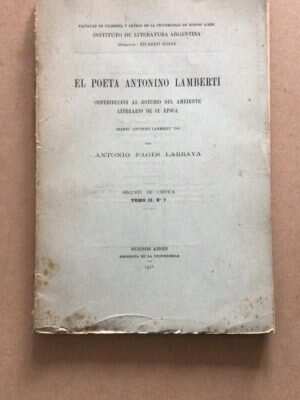 FACULTAD DE FILOSOFÍA Y LETRAS DE LA UNIVERSIDAD DE BUENOS AIRES
INSTITUTO DE LITERATURA ARGENTINA
EL POETA ANTONINO LAMBERTI
CONTRIBUCIÓN AL ESTUDIO DEL AMBIENTE
LITERARIO DE SU ÉPOCA
POR
ANTONIO PAGÉS LARRAYA
SECCIÓN DE CRÍTICA
TOMO II, Nº
BUENOS AIRES
IMPRENTA DE LA UNIVERSIDAD